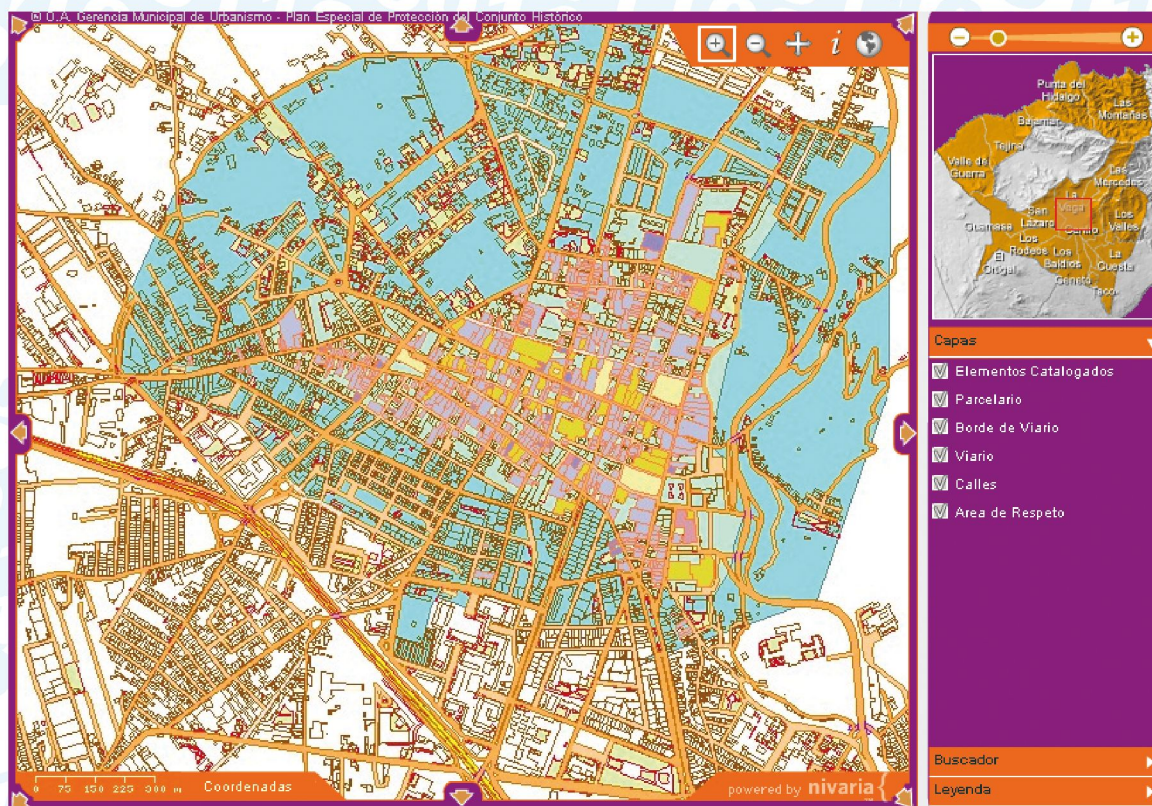 © O.A. Gerencia Municipal de Urbanismo - Plan Especial de Protección del Conjunto Histórico
Punta del
Hidalgo
Las
Montañas
Bajamar
Tejina
Valle de
Guerra
Las
Mercedes
La
Vega
San
Lázaro
Centro
Los
Valles
Guamasa
Los
Rodeos
Los
Baldíos
La
Cuesta
El
Ortigal
Geneto
Taco
Capas
Elementos Catalogados
Parcelario
Borde de Viario
Viario
Calles
Area de Respeto
Buscador
Leyenda
0 75 150 225 300 m
Coordenadas
powered by nivaria